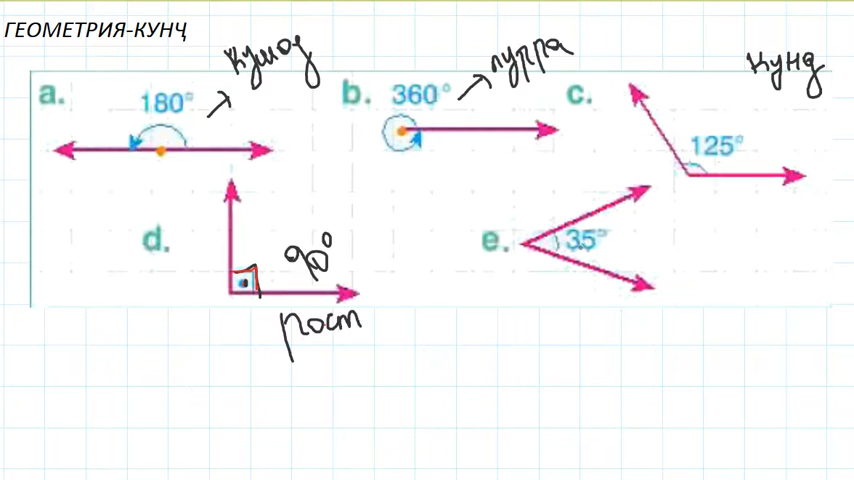 ГЕОМЕТРИЯ-КУНҶ
кушод
пурра
кунд
a. 180°
b. 360°
c. 125°
d. 90°
e. 35°
рост